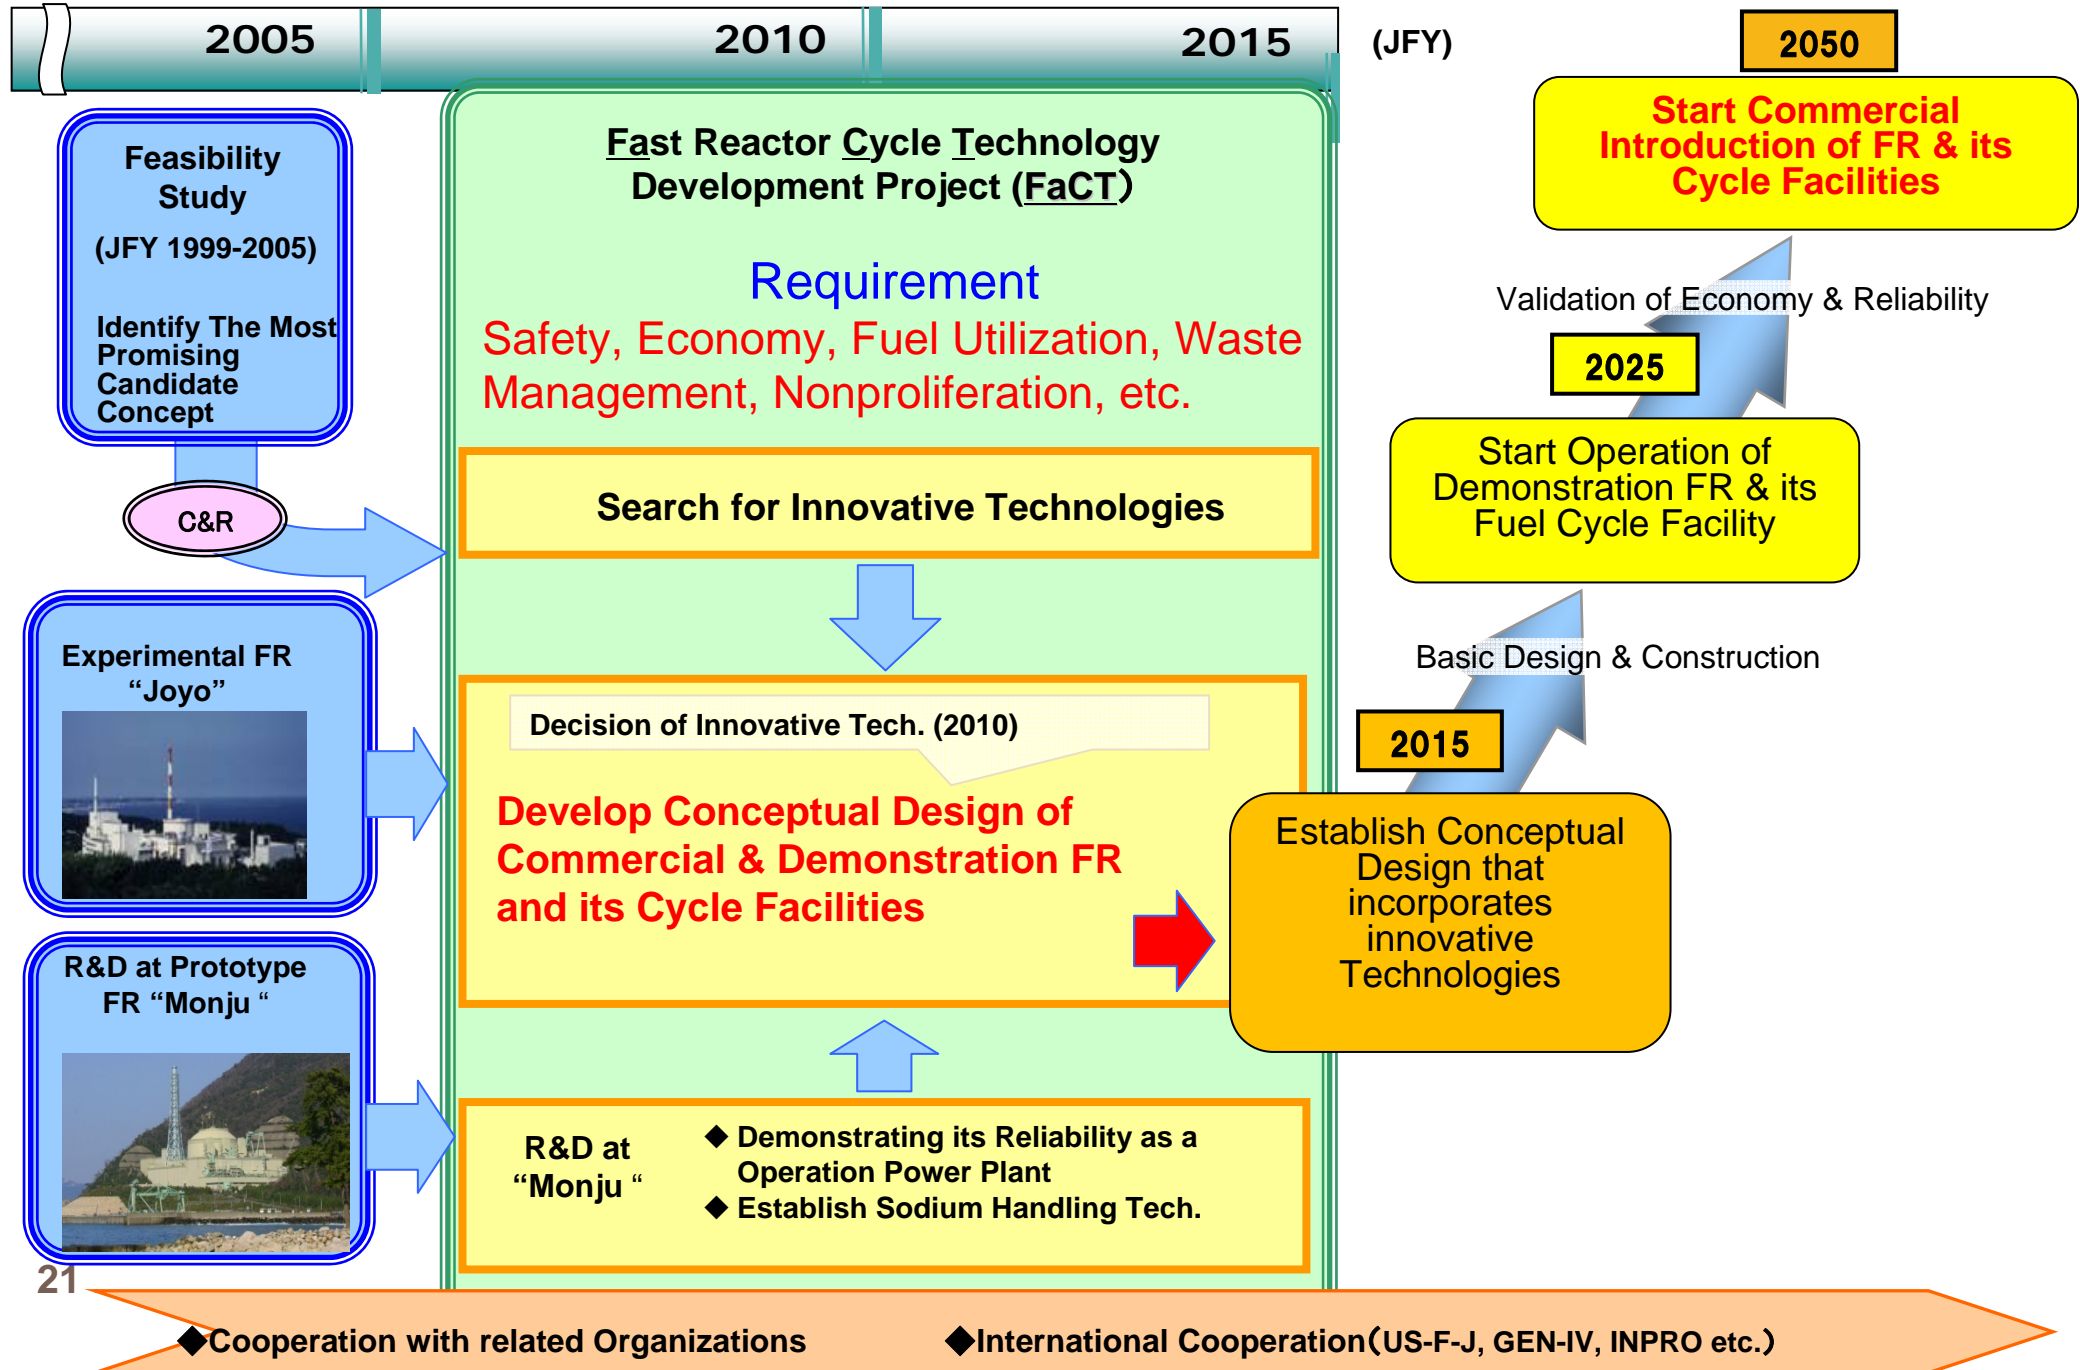 2005
2010
2015
(JFY)
2050
Feasibility
Study
(JFY 1999-2005)
Identify The Most
Promising
Candidate
Concept
C&R
Experimental FR
“Joyo”
R&D at Prototype
FR “Monju “
Fast Reactor Cycle Technology
Development Project (FaCT)
Requirement
Safety, Economy, Fuel Utilization, Waste
Management, Nonproliferation, etc.
Search for Innovative Technologies
Decision of Innovative Tech. (2010)
Develop Conceptual Design of
Commercial & Demonstration FR
and its Cycle Facilities
R&D at
“Monju “
◆ Demonstrating its Reliability as a
Operation Power Plant
◆ Establish Sodium Handling Tech.
Start Commercial
Introduction of FR & its
Cycle Facilities
Validation of Economy & Reliability
2025
Start Operation of
Demonstration FR & its
Fuel Cycle Facility
Basic Design & Construction
2015
Establish Conceptual
Design that
incorporates
innovative
Technologies
21
◆Cooperation with related Organizations
◆International Cooperation(US-F-J, GEN-IV, INPRO etc.)